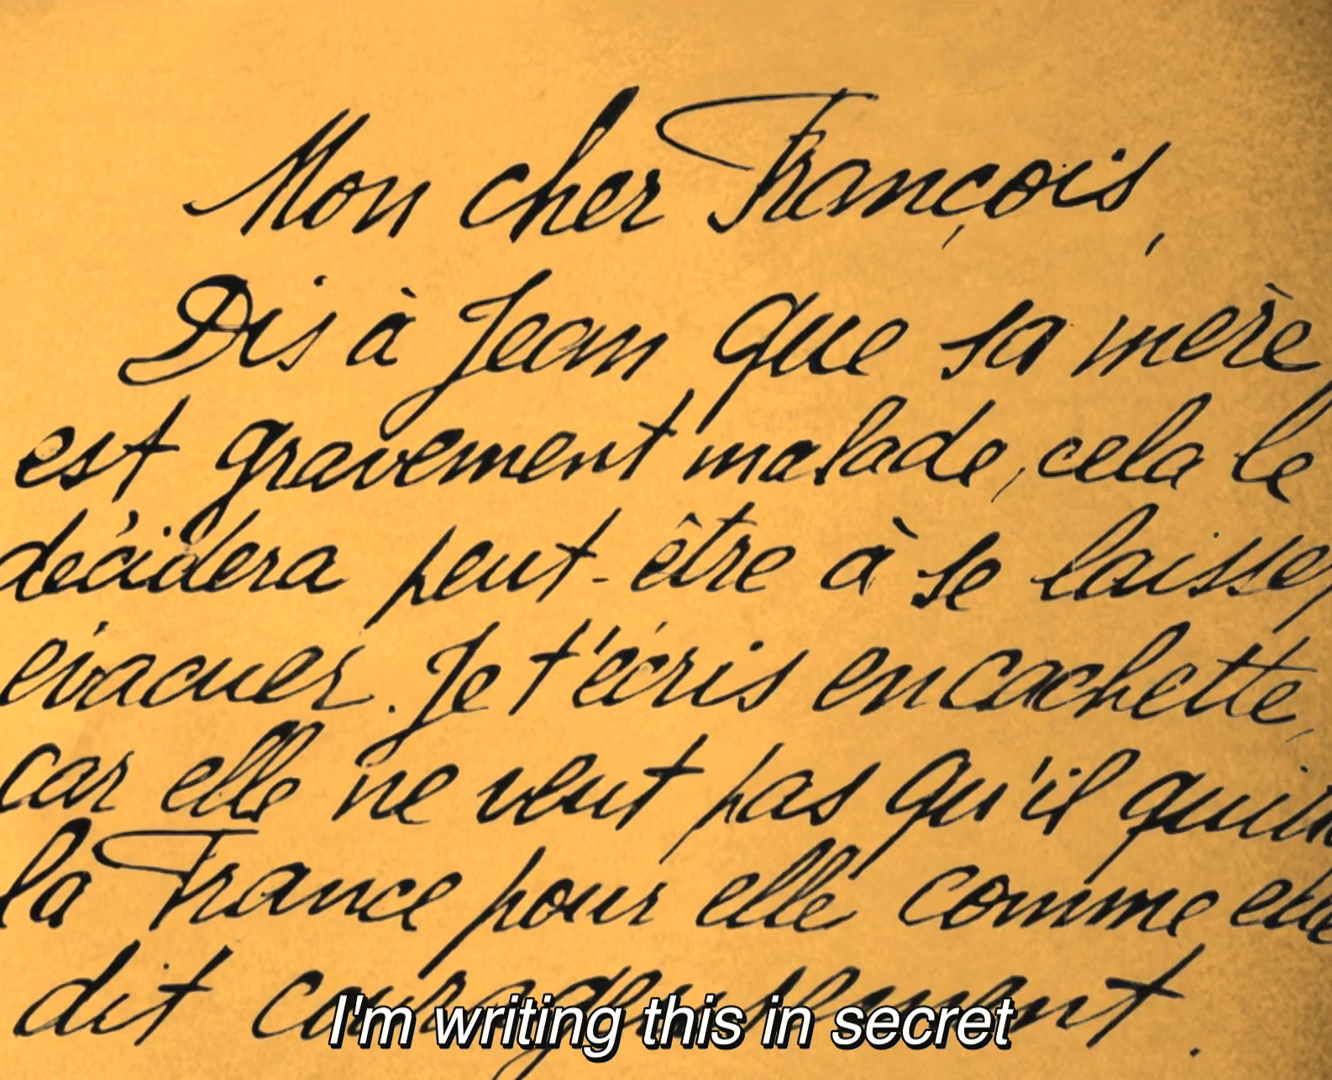 Mon cher François,
Dis à Jean que sa mère
est gravement malade, cela le
décidera peut-être à se laisser
évacuer. Je t'écris en cachette,
car elle ne veut pas qu'il quitte
la France pour elle comme elle
dit courageusement.
I'm writing this in secret